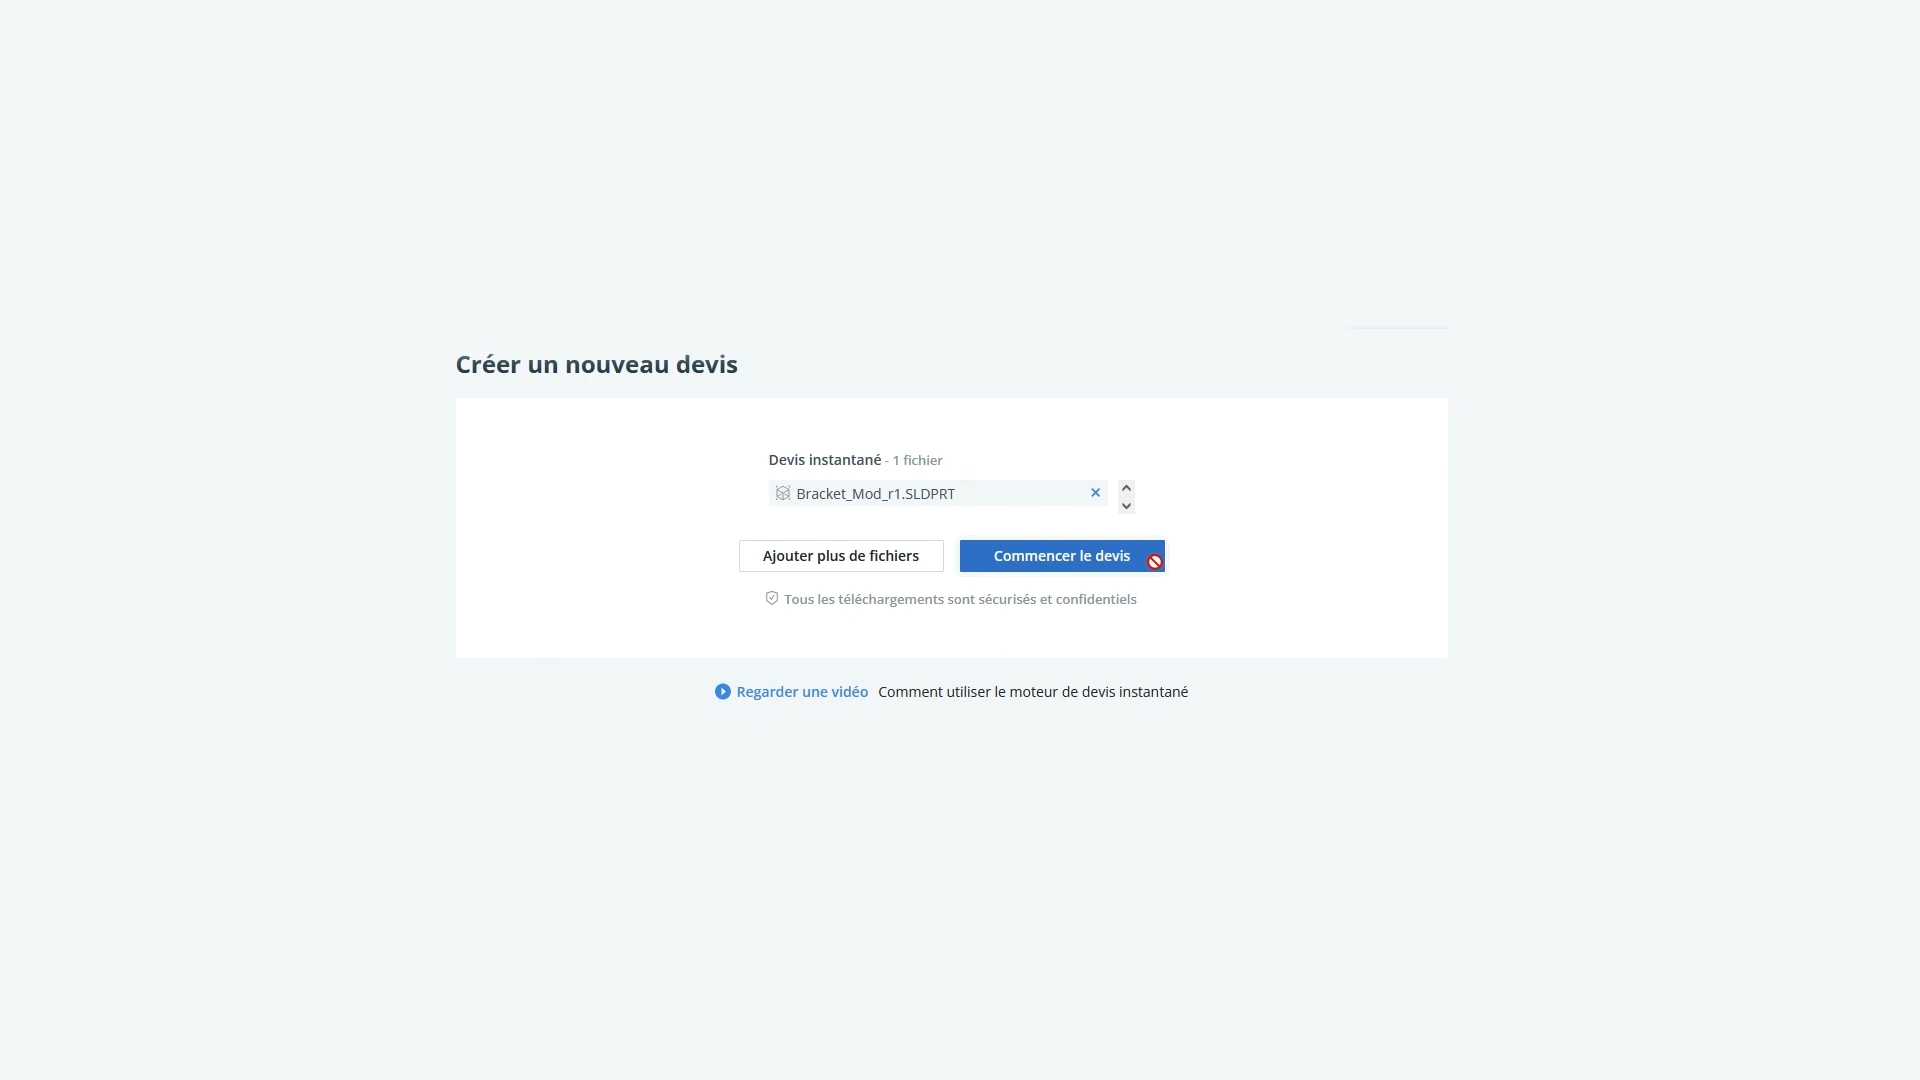 Créer un nouveau devis
Devis instantané - 1 fichier
Bracket_Mod_r1.SLDPRT
Ajouter plus de fichiers
Commencer le devis
Tous les téléchargements sont sécurisés et confidentiels
Regarder une vidéo Comment utiliser le moteur de devis instantané